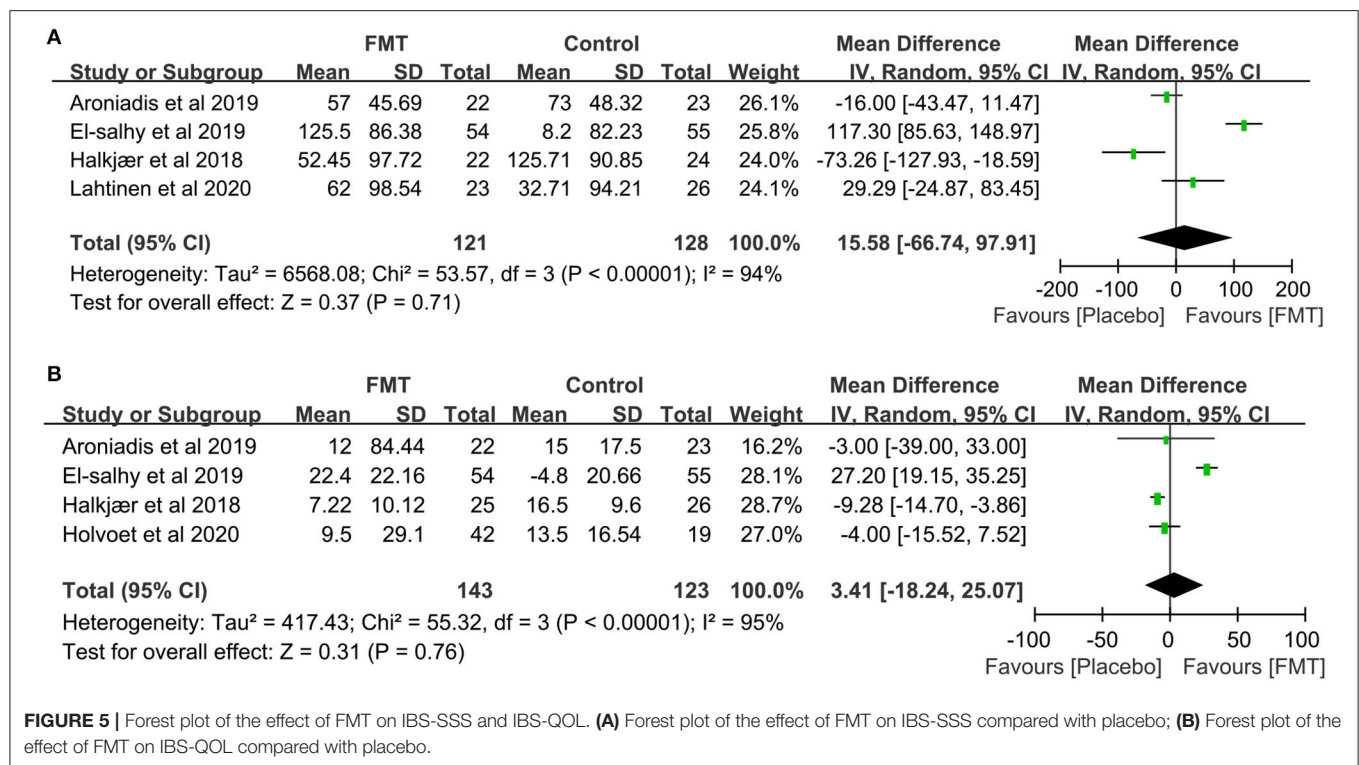 A
FMT Control Mean Difference Mean Difference
Study or Subgroup Mean SD Total Mean SD Total Weight IV, Random, 95% CI IV, Random, 95% CI
Aroniadis et al 2019 57 45.69 22 73 48.32 23 26.1% -16.00 [-43.47, 11.47]
El-salhy et al 2019 125.5 86.38 54 8.2 82.23 55 25.8% 117.30 [85.63, 148.97]
Halkjær et al 2018 52.45 97.72 22 125.71 90.85 24 24.0% -73.26 [-127.93, -18.59]
Lahtinen et al 2020 62 98.54 23 32.71 94.21 26 24.1% 29.29 [-24.87, 83.45]
Total (95% CI) 121 128 100.0% 15.58 [-66.74, 97.91]
Heterogeneity: Tau² = 6568.08; Chi² = 53.57, df = 3 (P < 0.00001); I² = 94%
Test for overall effect: Z = 0.37 (P = 0.71)
-200 -100 0 100 200
Favours [Placebo] Favours [FMT]
B
FMT Control Mean Difference Mean Difference
Study or Subgroup Mean SD Total Mean SD Total Weight IV, Random, 95% CI IV, Random, 95% CI
Aroniadis et al 2019 12 84.44 22 15 17.5 23 16.2% -3.00 [-39.00, 33.00]
El-salhy et al 2019 22.4 22.16 54 -4.8 20.66 55 28.1% 27.20 [19.15, 35.25]
Halkjær et al 2018 7.22 10.12 25 16.5 9.6 26 28.7% -9.28 [-14.70, -3.86]
Holvoet et al 2020 9.5 29.1 42 13.5 16.54 19 27.0% -4.00 [-15.52, 7.52]
Total (95% CI) 143 123 100.0% 3.41 [-18.24, 25.07]
Heterogeneity: Tau² = 417.43; Chi² = 55.32, df = 3 (P < 0.00001); I² = 95%
Test for overall effect: Z = 0.31 (P = 0.76)
-100 -50 0 50 100
Favours [Placebo] Favours [FMT]
FIGURE 5 | Forest plot of the effect of FMT on IBS-SSS and IBS-QOL. (A) Forest plot of the effect of FMT on IBS-SSS compared with placebo; (B) Forest plot of the
effect of FMT on IBS-QOL compared with placebo.